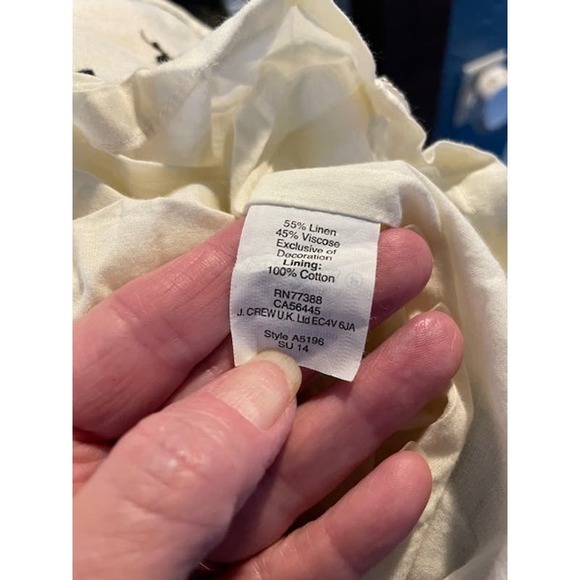 55% Linen
45% Viscose
Exclusive of
Decoration
Lining:
100% Cotton
RN77388
CA56445
J. CREW U.K. Ltd EC4V 6JA
Style A5196
SU 14